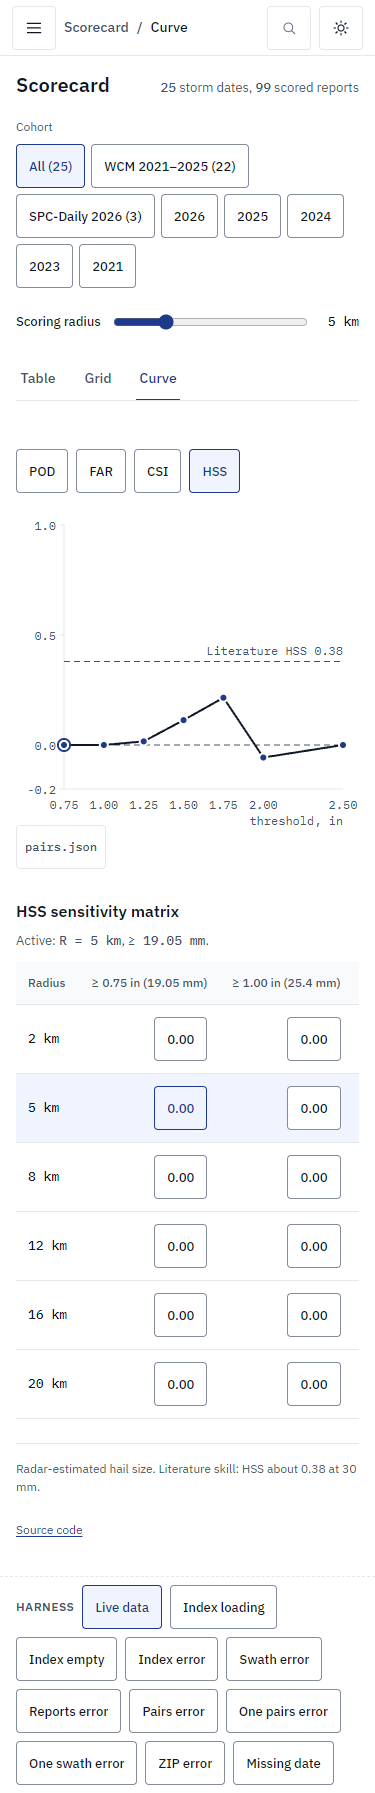 Scorecard / Curve
Scorecard
25 storm dates, 99 scored reports
Cohort
All (25)
WCM 2021–2025 (22)
SPC-Daily 2026 (3)
2026
2025
2024
2023
2021
Scoring radius
5 km
Table
Grid
Curve
POD
FAR
CSI
HSS
1.0
0.5
Literature HSS 0.38
0.0
-0.2
0.75 1.00 1.25 1.50 1.75 2.00 2.50
threshold, in
pairs.json
HSS sensitivity matrix
Active: R = 5 km, ≥ 19.05 mm.
Radius ≥ 0.75 in (19.05 mm) ≥ 1.00 in (25.4 mm)
2 km 0.00 0.00
5 km 0.00 0.00
8 km 0.00 0.00
12 km 0.00 0.00
16 km 0.00 0.00
20 km 0.00 0.00
Radar-estimated hail size. Literature skill: HSS about 0.38 at 30
mm.
Source code
HARNESS
Live data
Index loading
Index empty
Index error
Swath error
Reports error
Pairs error
One pairs error
One swath error
ZIP error
Missing date